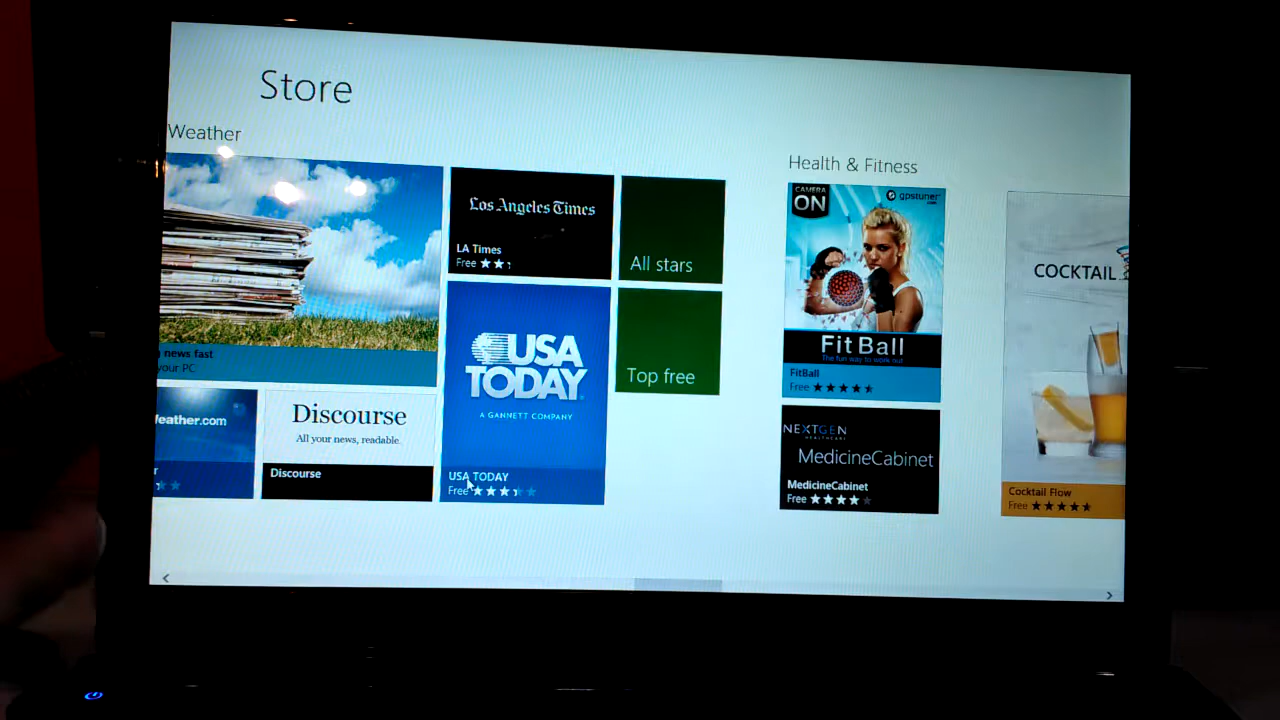 Store
Weather
news fast
your PC
eather.com
Discourse
All your news, readable.
Discourse
Los Angeles Times
LA Times
Free
USA
TODAY
A GANNETT COMPANY
USA TODAY
Free
All stars
Top free
Health & Fitness
CAMERA
ON
gpstuner
.com
FitBall
The fun way to work out
FitBall
Free
NEXTGEN
HEALTHCARE
MedicineCabinet
MedicineCabinet
Free
COCKTAIL
Cocktail Flow
Free